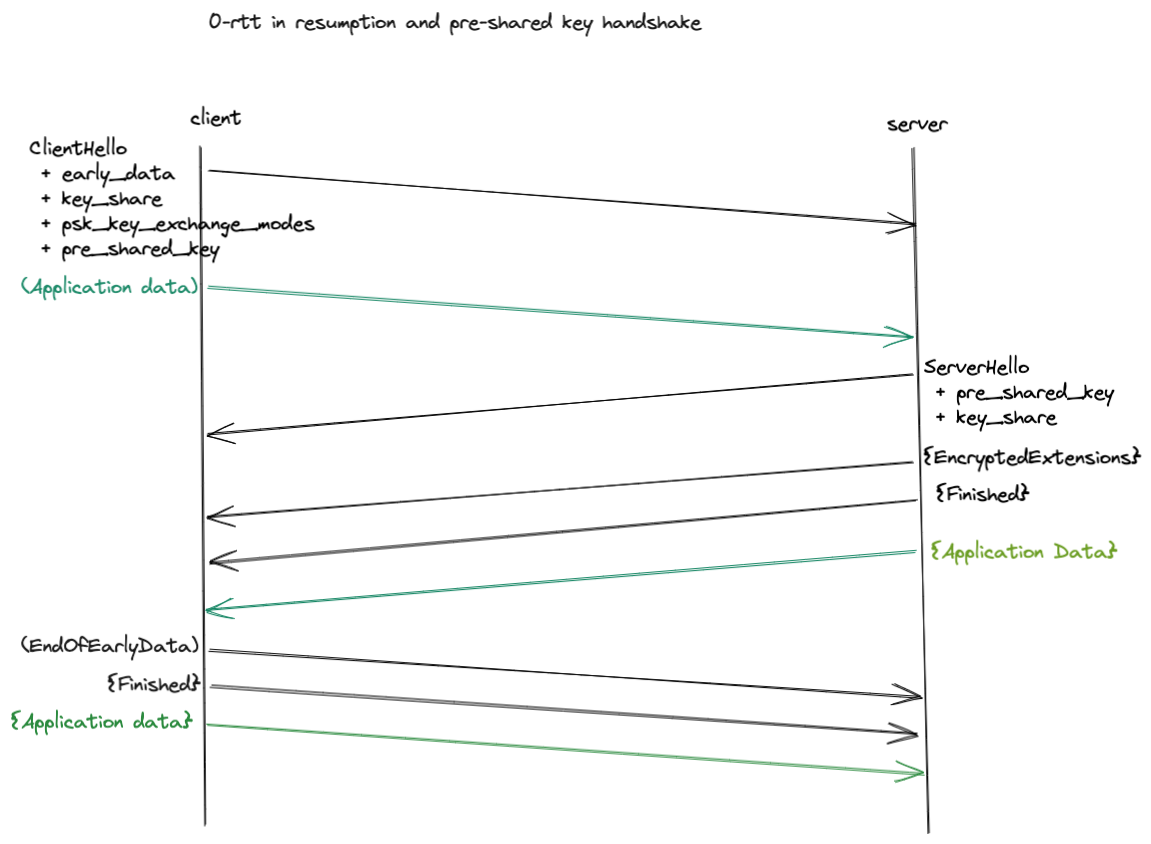 0-rtt in resumption and pre-shared key handshake
client
server
ClientHello
+ early_data
+ key_share
+ psk_key_exchange_modes
+ pre_shared_key
(Application data)
ServerHello
+ pre_shared_key
+ key_share
{EncryptedExtensions}
{Finished}
{Application Data}
(EndOfEarlyData)
{Finished}
{Application data}